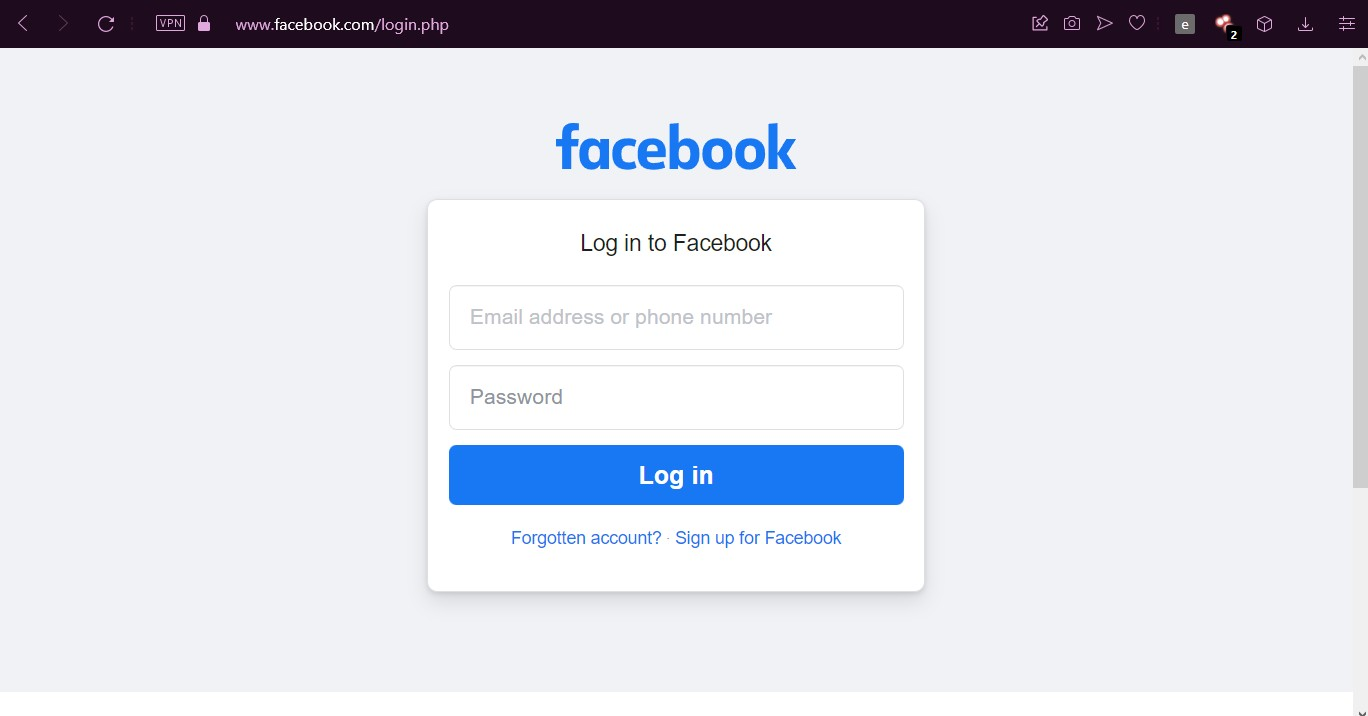 VPN www.facebook.com/login.php e 2
facebook
Log in to Facebook
Email address or phone number
Password
Log in
Forgotten account? · Sign up for Facebook